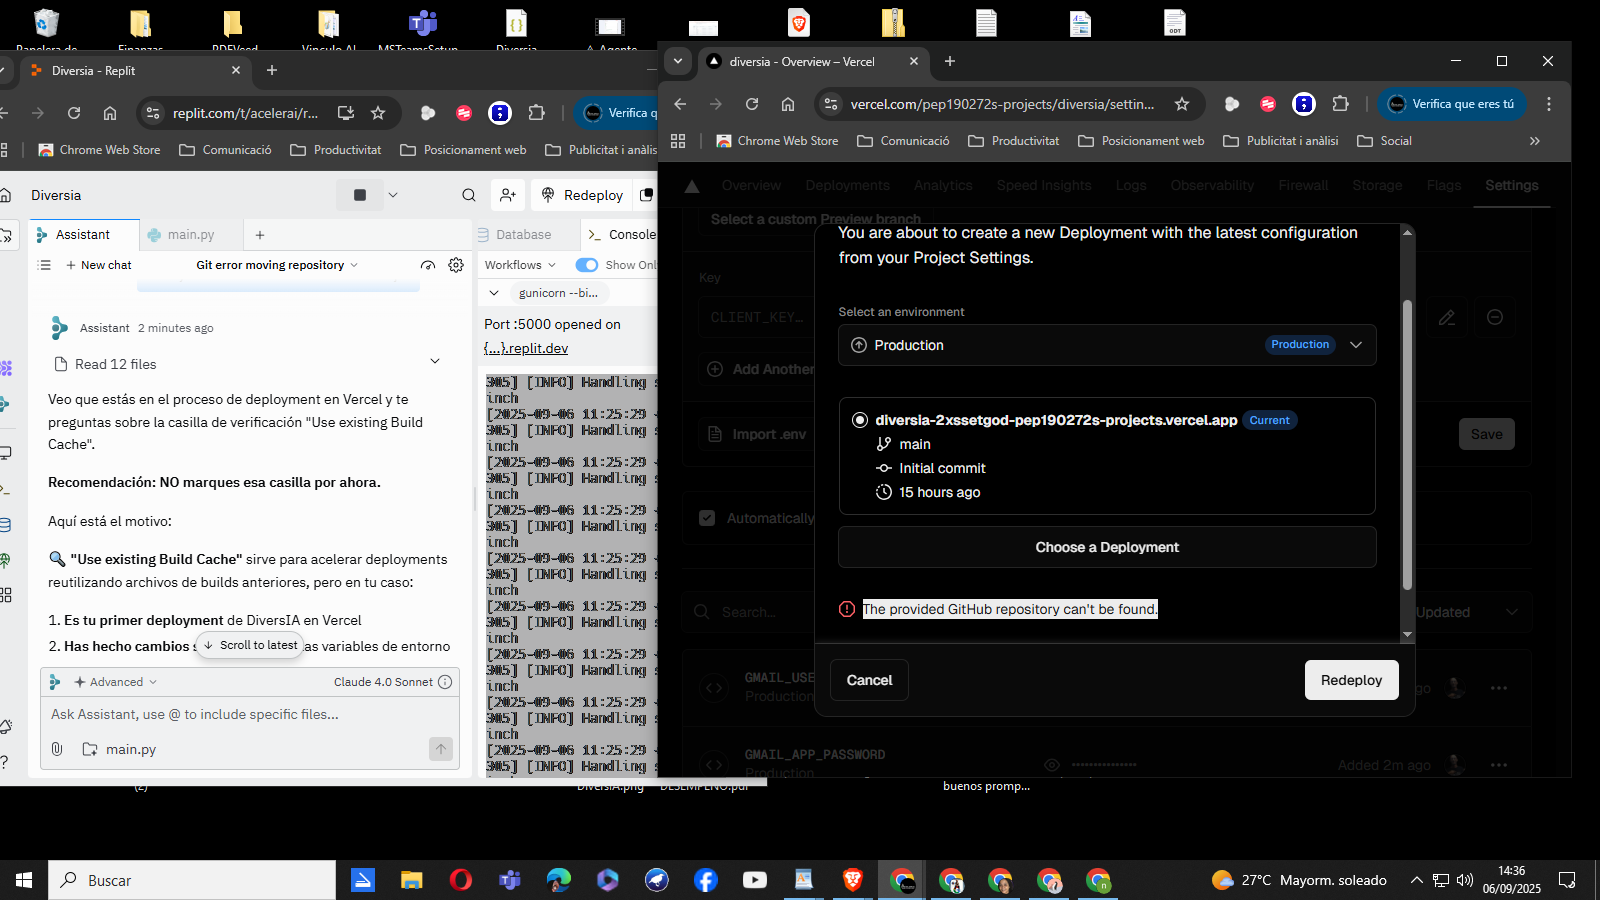 Papelera de
Finanzas
Vinculo AI
MSTeamsSetup
Diversia
Diversia - Replit
replit.com/t/acelerai/r...
Verifica q
Chrome Web Store
Comunicació
Productivitat
Posicionament web
Publicitat i anàlis
Diversia
Redeploy
Assistant
main.py
Database
Console
New chat
Git error moving repository
Workflows
Show Onl
gunicorn --bi...
Assistant 2 minutes ago
Port :5000 opened on
{...}.replit.dev
Read 12 files
Veo que estás en el proceso de deployment en Vercel y te
preguntas sobre la casilla de verificación "Use existing Build
Cache".
Recomendación: NO marques esa casilla por ahora.
Aquí está el motivo:
"Use existing Build Cache" sirve para acelerar deployments
reutilizando archivos de builds anteriores, pero en tu caso:
1. Es tu primer deployment de DiversIA en Vercel
2. Has hecho cambios s
as variables de entorno
Scroll to latest
Advanced
Claude 4.0 Sonnet
Ask Assistant, use @ to include specific files...
main.py
305] [INFO] Handling s
inch
[2025-09-06 11:25:29
305] [INFO] Handling s
inch
[2025-09-06 11:25:29
305] [INFO] Handling s
inch
[2025-09-06 11:25:29
305] [INFO] Handling s
inch
[2025-09-06 11:25:29
305] [INFO] Handling s
inch
[2025-09-06 11:25:29
305] [INFO] Handling s
inch
[2025-09-06 11:25:29
305] [INFO] Handling s
inch
[2025-09-06 11:25:29
305] [INFO] Handling s
inch
[2025-09-06 11:25:29
305] [INFO] Handling s
diversia - Overview – Vercel
vercel.com/pep190272s-projects/diversia/settin...
Verifica que eres tú
Chrome Web Store
Comunicació
Productivitat
Posicionament web
Publicitat i anàlisi
Social
Overview
Deployments
Analytics
Speed Insights
Logs
Observability
Firewall
Storage
Flags
Settings
Select a custom Preview branch
You are about to create a new Deployment with the latest configuration
from your Project Settings.
Key
CLIENT_KEY...
Select an environment
Production
Production
Add Another
diversia-2xssetgod-pep190272s-projects.vercel.app Current
main
Initial commit
15 hours ago
Import .env
Save
Automatically
Choose a Deployment
The provided GitHub repository can't be found.
Search...
Updated
Cancel
Redeploy
GMAIL_USE
Production
go
GMAIL_APP_PASSWORD
Production
Added 2m ago
(2)
DiversIA.png
DESEMPEÑO.pdf
buenos promp...
Buscar
27°C Mayorm. soleado
14:36
06/09/2025